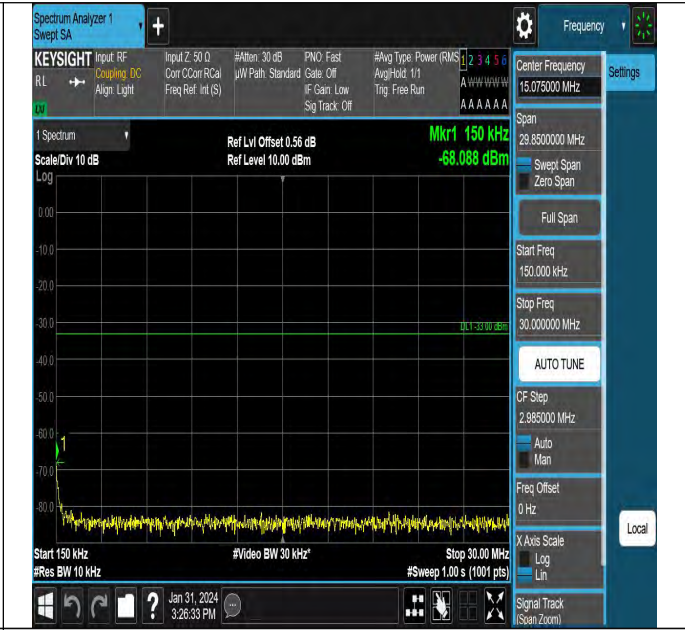 Spectrum Analyzer 1
Swept SA
+
Frequency
KEYSIGHT
RL
Input: RF
Coupling: DC
Align: Light
Input Z: 50 Ω
Corr CCorr RCal
Freq Ref: Int (S)
#Atten: 30 dB
µW Path: Standard
PNO: Fast
Gate: Off
IF Gain: Low
Sig Track: Off
#Avg Type: Power (RMS
Avg|Hold: 1/1
Trig: Free Run
1 2 3 4 5 6
A W W W W W
A A A A A A
1 Spectrum
Scale/Div 10 dB
Log
Ref Lvl Offset 0.56 dB
Ref Level 10.00 dBm
Mkr1 150 kHz
-68.088 dBm
0.00
-10.0
-20.0
-30.0
-40.0
-50.0
-60.0
-70.0
-80.0
DL1 -33.00 dBm
1
Start 150 kHz
#Res BW 10 kHz
#Video BW 30 kHz*
Stop 30.00 MHz
#Sweep 1.00 s (1001 pts)
Jan 31, 2024
3:26:33 PM
Center Frequency
15.075000 MHz
Settings
Span
29.8500000 MHz
Swept Span
Zero Span
Full Span
Start Freq
150.000 kHz
Stop Freq
30.000000 MHz
AUTO TUNE
CF Step
2.985000 MHz
Auto
Man
Freq Offset
0 Hz
X Axis Scale
Log
Lin
Local
Signal Track
(Span Zoom)